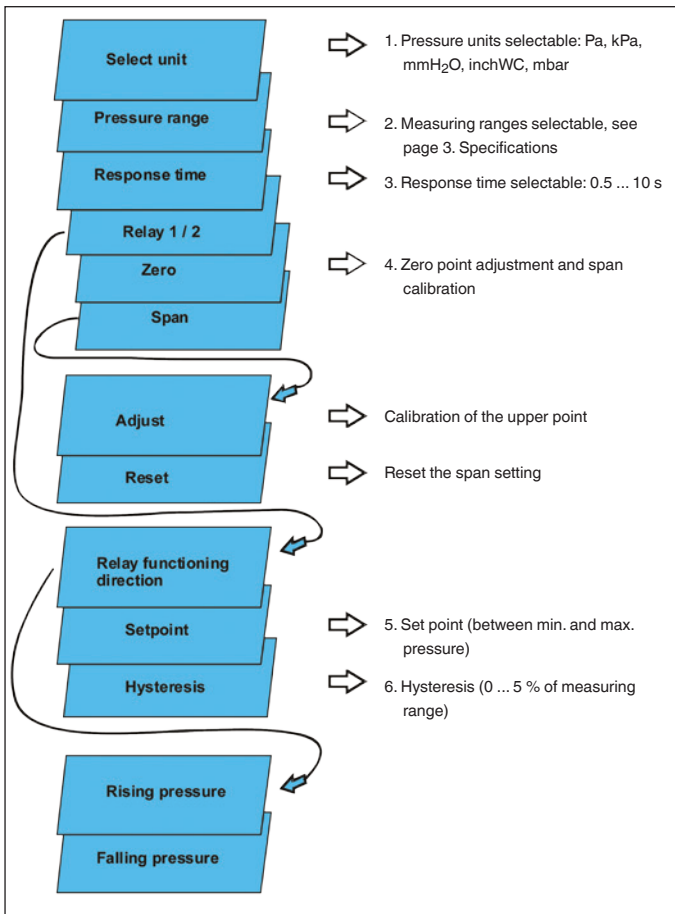 Select unit
1. Pressure units selectable: Pa, kPa,
mmH₂O, inchWC, mbar
Pressure range
2. Measuring ranges selectable, see
page 3. Specifications
Response time
3. Response time selectable: 0.5 ... 10 s
Relay 1 / 2
Zero
4. Zero point adjustment and span
calibration
Span
Adjust
Calibration of the upper point
Reset
Reset the span setting
Relay functioning
direction
Setpoint
5. Set point (between min. and max.
pressure)
Hysteresis
6. Hysteresis (0 ... 5 % of measuring
range)
Rising pressure
Falling pressure